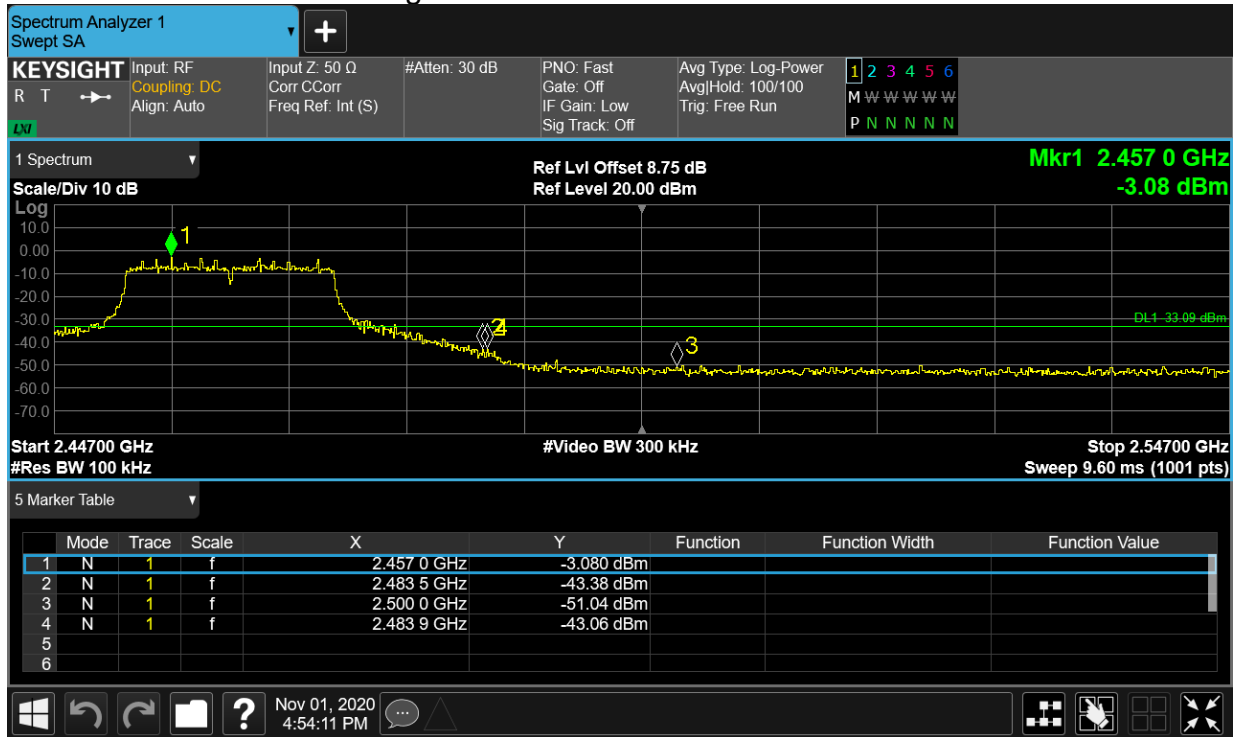 Spectrum Analyzer 1
Swept SA
+
KEYSIGHT
R T
LXI
Input: RF
Coupling: DC
Align: Auto
Input Z: 50 Ω
Corr CCorr
Freq Ref: Int (S)
#Atten: 30 dB
PNO: Fast
Gate: Off
IF Gain: Low
Sig Track: Off
Avg Type: Log-Power
Avg|Hold: 100/100
Trig: Free Run
1 2 3 4 5 6
M W W W W W
P N N N N N
1 Spectrum
Scale/Div 10 dB
Ref Lvl Offset 8.75 dB
Ref Level 20.00 dBm
Mkr1 2.457 0 GHz
-3.08 dBm
Log
10.0
0.00
-10.0
-20.0
-30.0
-40.0
-50.0
-60.0
-70.0
1
3
DL1 -33.09 dBm
Start 2.44700 GHz
#Res BW 100 kHz
#Video BW 300 kHz
Stop 2.54700 GHz
Sweep 9.60 ms (1001 pts)
5 Marker Table
Mode Trace Scale X Y Function Function Width Function Value
1 N 1 f 2.457 0 GHz -3.080 dBm
2 N 1 f 2.483 5 GHz -43.38 dBm
3 N 1 f 2.500 0 GHz -51.04 dBm
4 N 1 f 2.483 9 GHz -43.06 dBm
5
6
?
Nov 01, 2020
4:54:11 PM